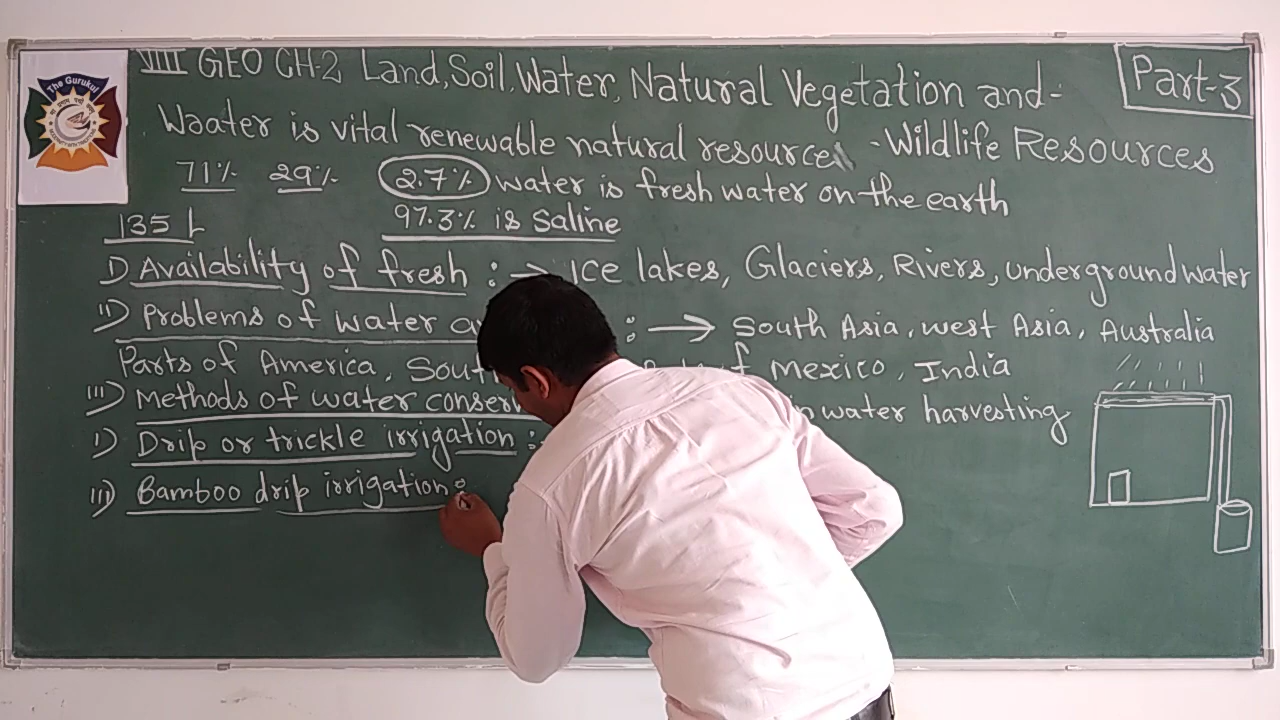 The Gurukul
VIII GEO CH-2 Land, Soil, Water, Natural Vegetation and-
Part-3
-Wildlife Resources
Waater is vital renewable natural resource
71% 29% 2.7% water is fresh water on the earth
135 L 97.3% is saline
I) Availability of fresh :→ Ice lakes, Glaciers, Rivers, underground water
II) Problems of water :→ South Asia, west Asia, Australia
Parts of America, of mexico, India
III) Methods of water water harvesting
I) Drip or trickle irrigation :-
III) Bamboo drip irrigation: